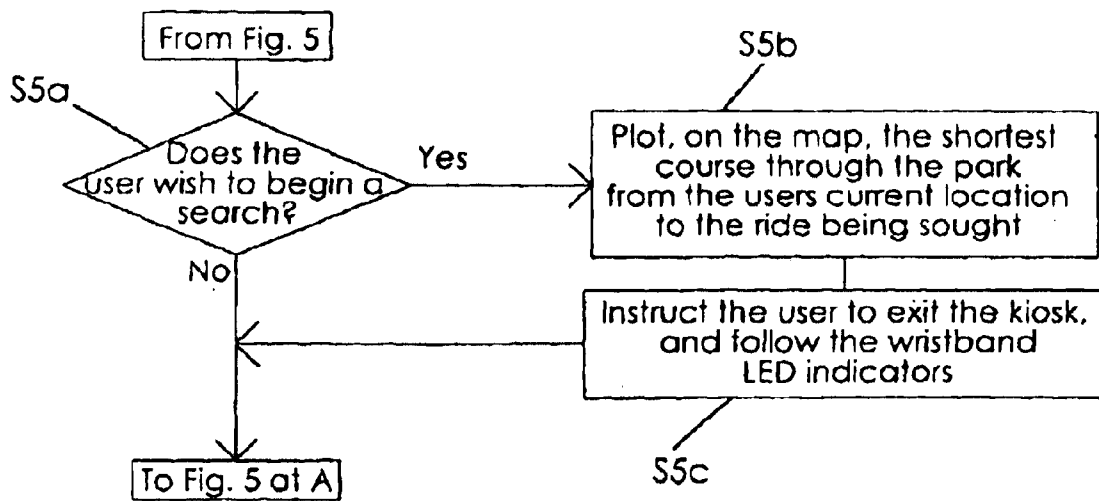 From Fig. 5
S5a
S5b
Does the
user wish to begin a
search?
Yes
No
Plot, on the map, the shortest
course through the park
from the users current location
to the ride being sought
Instruct the user to exit the kiosk,
and follow the wristband
LED indicators
S5c
To Fig. 5 at A